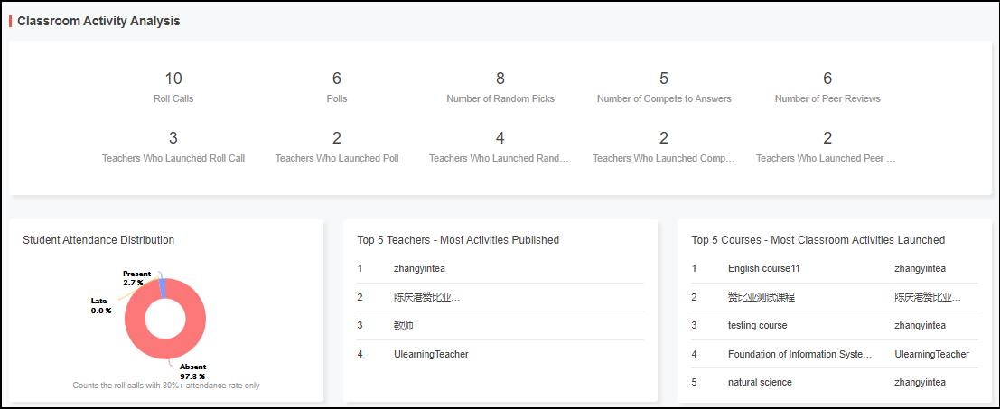 Classroom Activity Analysis
10 6 8 5 6
Roll Calls Polls Number of Random Picks Number of Compete to Answers Number of Peer Reviews
3 2 4 2 2
Teachers Who Launched Roll Call Teachers Who Launched Poll Teachers Who Launched Rand... Teachers Who Launched Comp... Teachers Who Launched Peer ...
Student Attendance Distribution
Present
2.7 %
Late
0.0 %
Absent
97.3 %
Counts the roll calls with 80%+ attendance rate only
Top 5 Teachers - Most Activities Published
1 zhangyintea
2 陈庆港赞比亚...
3 教师
4 UlearningTeacher
Top 5 Courses - Most Classroom Activities Launched
1 English course11 zhangyintea
2 赞比亚测试课程 陈庆港赞比亚...
3 testing course zhangyintea
4 Foundation of Information Syste... UlearningTeacher
5 natural science zhangyintea